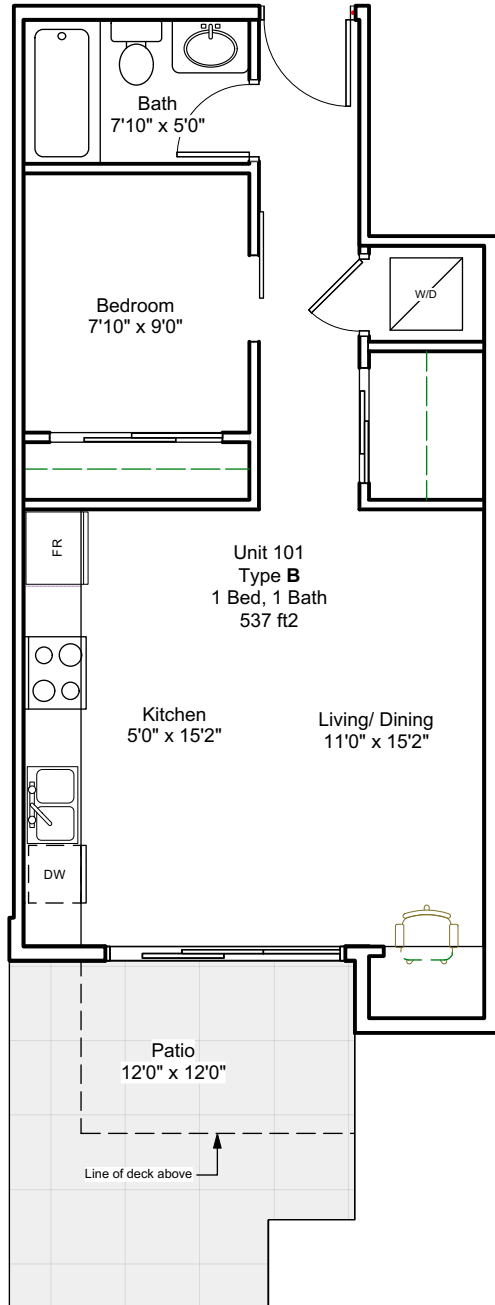 Bath
7'10" x 5'0"
Bedroom
7'10" x 9'0"
W/D
FR
Unit 101
Type B
1 Bed, 1 Bath
537 ft2
Kitchen
5'0" x 15'2"
Living/ Dining
11'0" x 15'2"
DW
Patio
12'0" x 12'0"
Line of deck above